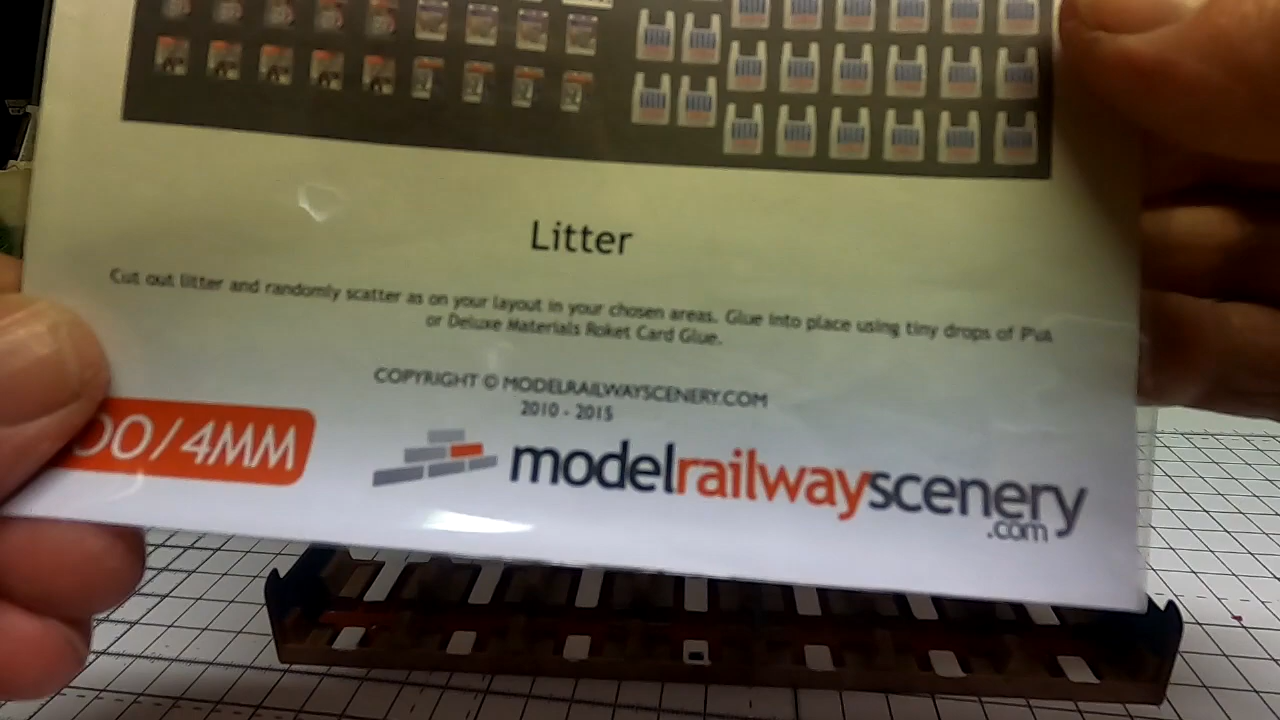 Litter
Cut out litter and randomly scatter as on your layout in your chosen areas. Glue into place using tiny drops of PVA
or Deluxe Materials Roket Card Glue.
COPYRIGHT © MODELRAILWAYSCENERY.COM
2010 - 2015
OO/4MM
modelrailwayscenery
.com